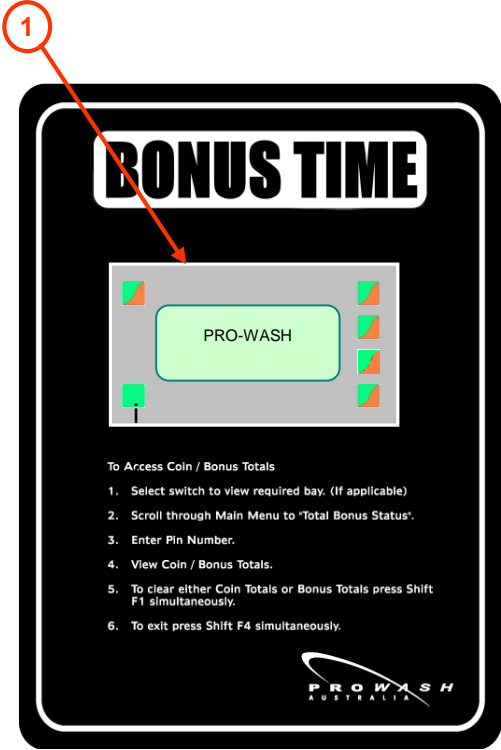 1
BONUS TIME
PRO-WASH
i
To Access Coin / Bonus Totals
1. Select switch to view required bay. (If applicable)
2. Scroll through Main Menu to "Total Bonus Status".
3. Enter Pin Number.
4. View Coin / Bonus Totals.
5. To clear either Coin Totals or Bonus Totals press Shift
F1 simultaneously.
6. To exit press Shift F4 simultaneously.
PROWASH
AUSTRALIA